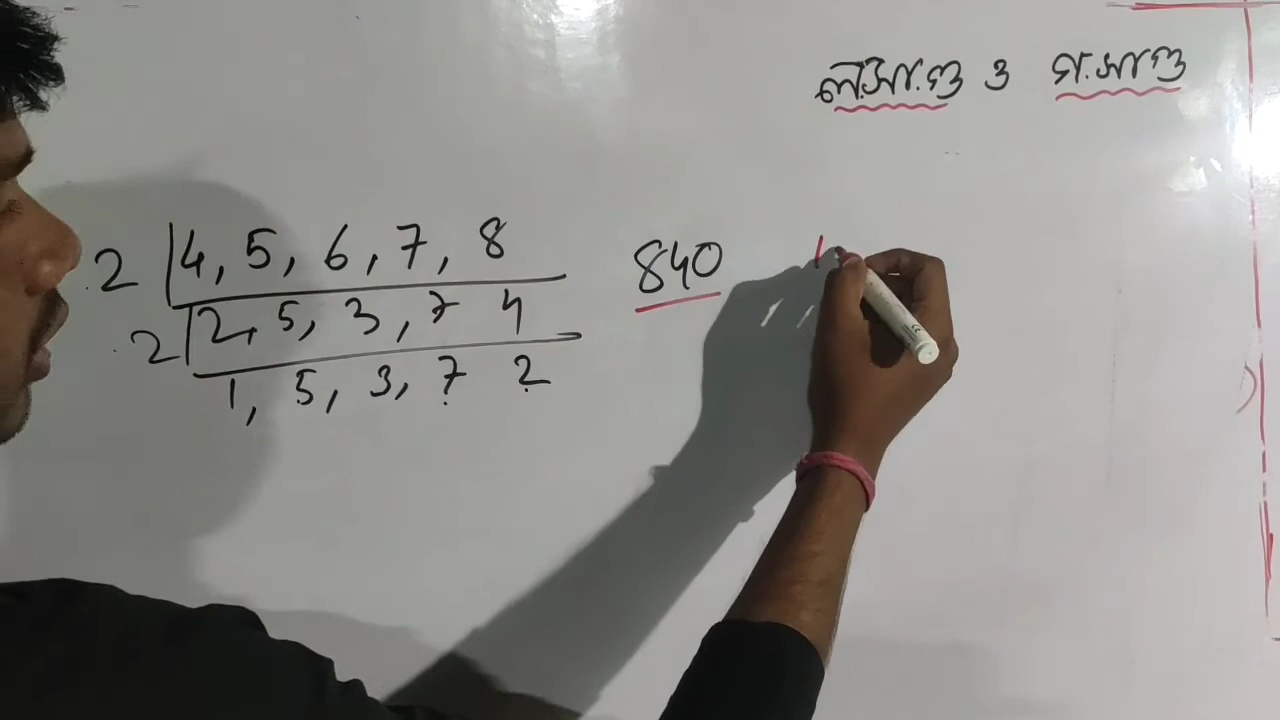 ଲ.ସା.ଗୁ ଓ ଗ.ସାଗୁ
2 4, 5, 6, 7, 8 840
2 2, 5, 3, 7 4
1, 5, 3, 7 2